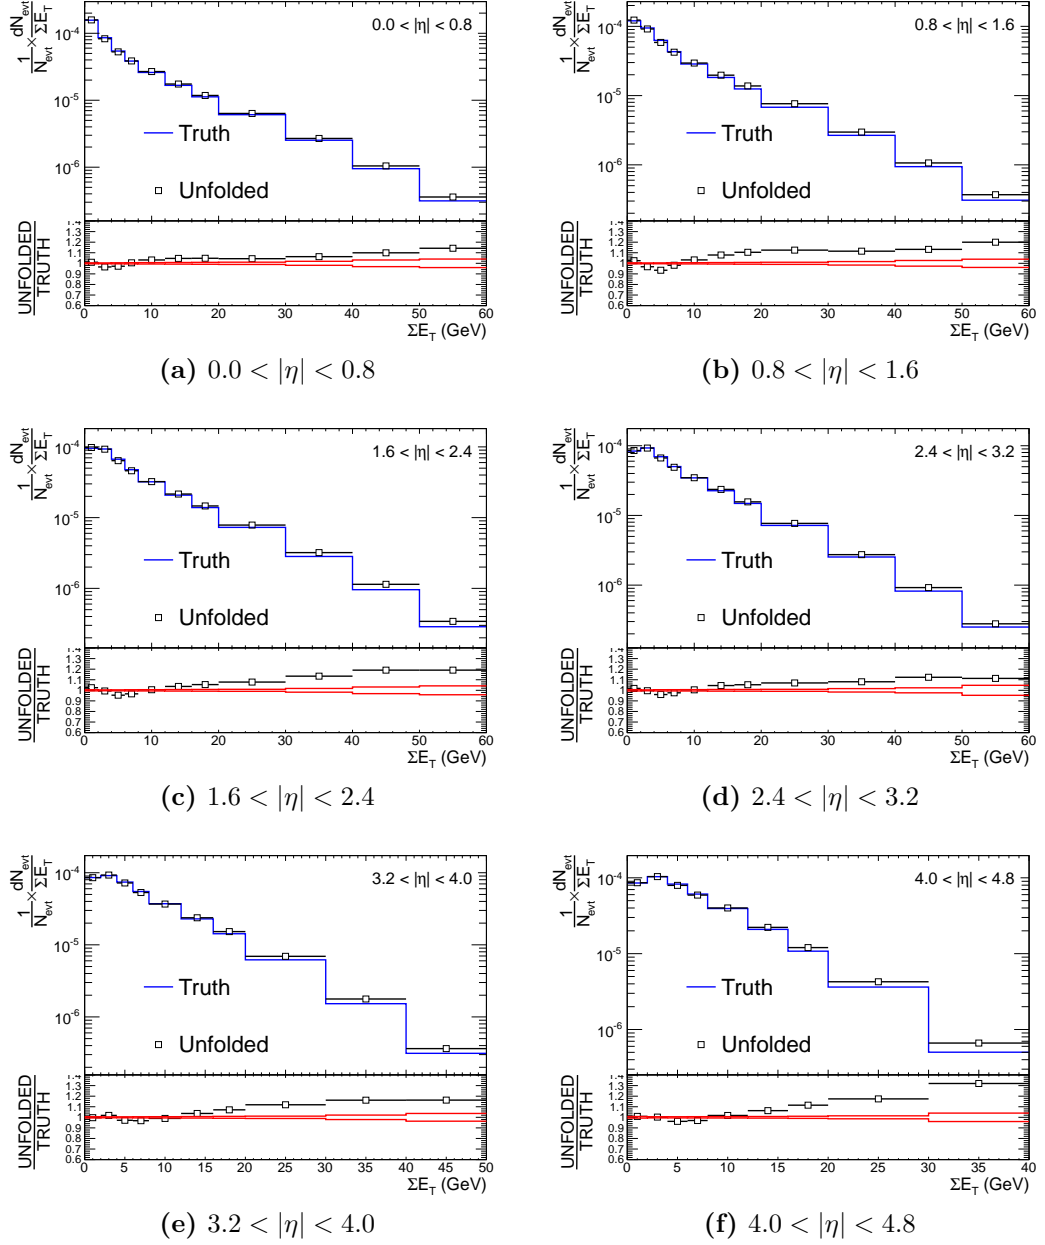 1/N_evt × dN_evt/ΣE_T
10⁻⁴
10⁻⁵
10⁻⁶
0.0 < |η| < 0.8
Truth
Unfolded
UNFOLDED
TRUTH
1.4
1.3
1.2
1.1
1
0.9
0.8
0.7
0.6
0 10 20 30 40 50 60
ΣE_T (GeV)
(a) 0.0 < |η| < 0.8
1/N_evt × dN_evt/ΣE_T
10⁻⁴
10⁻⁵
10⁻⁶
0.8 < |η| < 1.6
Truth
Unfolded
UNFOLDED
TRUTH
1.4
1.3
1.2
1.1
1
0.9
0.8
0.7
0.6
0 10 20 30 40 50 60
ΣE_T (GeV)
(b) 0.8 < |η| < 1.6
1/N_evt × dN_evt/ΣE_T
10⁻⁴
10⁻⁵
10⁻⁶
1.6 < |η| < 2.4
Truth
Unfolded
UNFOLDED
TRUTH
1.4
1.3
1.2
1.1
1
0.9
0.8
0.7
0.6
0 10 20 30 40 50 60
ΣE_T (GeV)
(c) 1.6 < |η| < 2.4
1/N_evt × dN_evt/ΣE_T
10⁻⁴
10⁻⁵
10⁻⁶
2.4 < |η| < 3.2
Truth
Unfolded
UNFOLDED
TRUTH
1.4
1.3
1.2
1.1
1
0.9
0.8
0.7
0.6
0 10 20 30 40 50 60
ΣE_T (GeV)
(d) 2.4 < |η| < 3.2
1/N_evt × dN_evt/ΣE_T
10⁻⁴
10⁻⁵
10⁻⁶
3.2 < |η| < 4.0
Truth
Unfolded
UNFOLDED
TRUTH
1.4
1.3
1.2
1.1
1
0.9
0.8
0.7
0.6
0 5 10 15 20 25 30 35 40 45 50
ΣE_T (GeV)
(e) 3.2 < |η| < 4.0
1/N_evt × dN_evt/ΣE_T
10⁻⁴
10⁻⁵
10⁻⁶
4.0 < |η| < 4.8
Truth
Unfolded
UNFOLDED
TRUTH
1.4
1.3
1.2
1.1
1
0.9
0.8
0.7
0.6
0 5 10 15 20 25 30 35 40
ΣE_T (GeV)
(f) 4.0 < |η| < 4.8